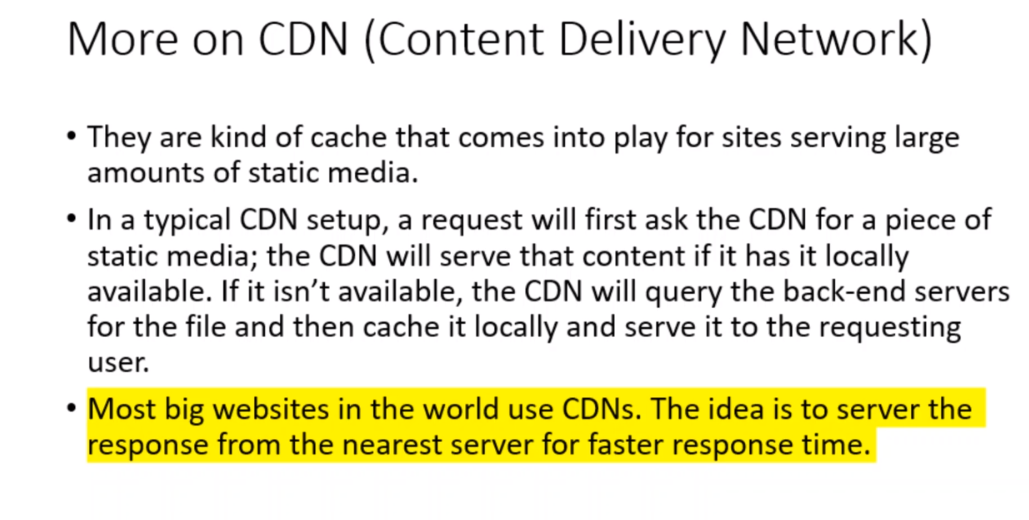 More on CDN (Content Delivery Network)
• They are kind of cache that comes into play for sites serving large
amounts of static media.
• In a typical CDN setup, a request will first ask the CDN for a piece of
static media; the CDN will serve that content if it has it locally
available. If it isn’t available, the CDN will query the back-end servers
for the file and then cache it locally and serve it to the requesting
user.
• Most big websites in the world use CDNs. The idea is to server the
response from the nearest server for faster response time.